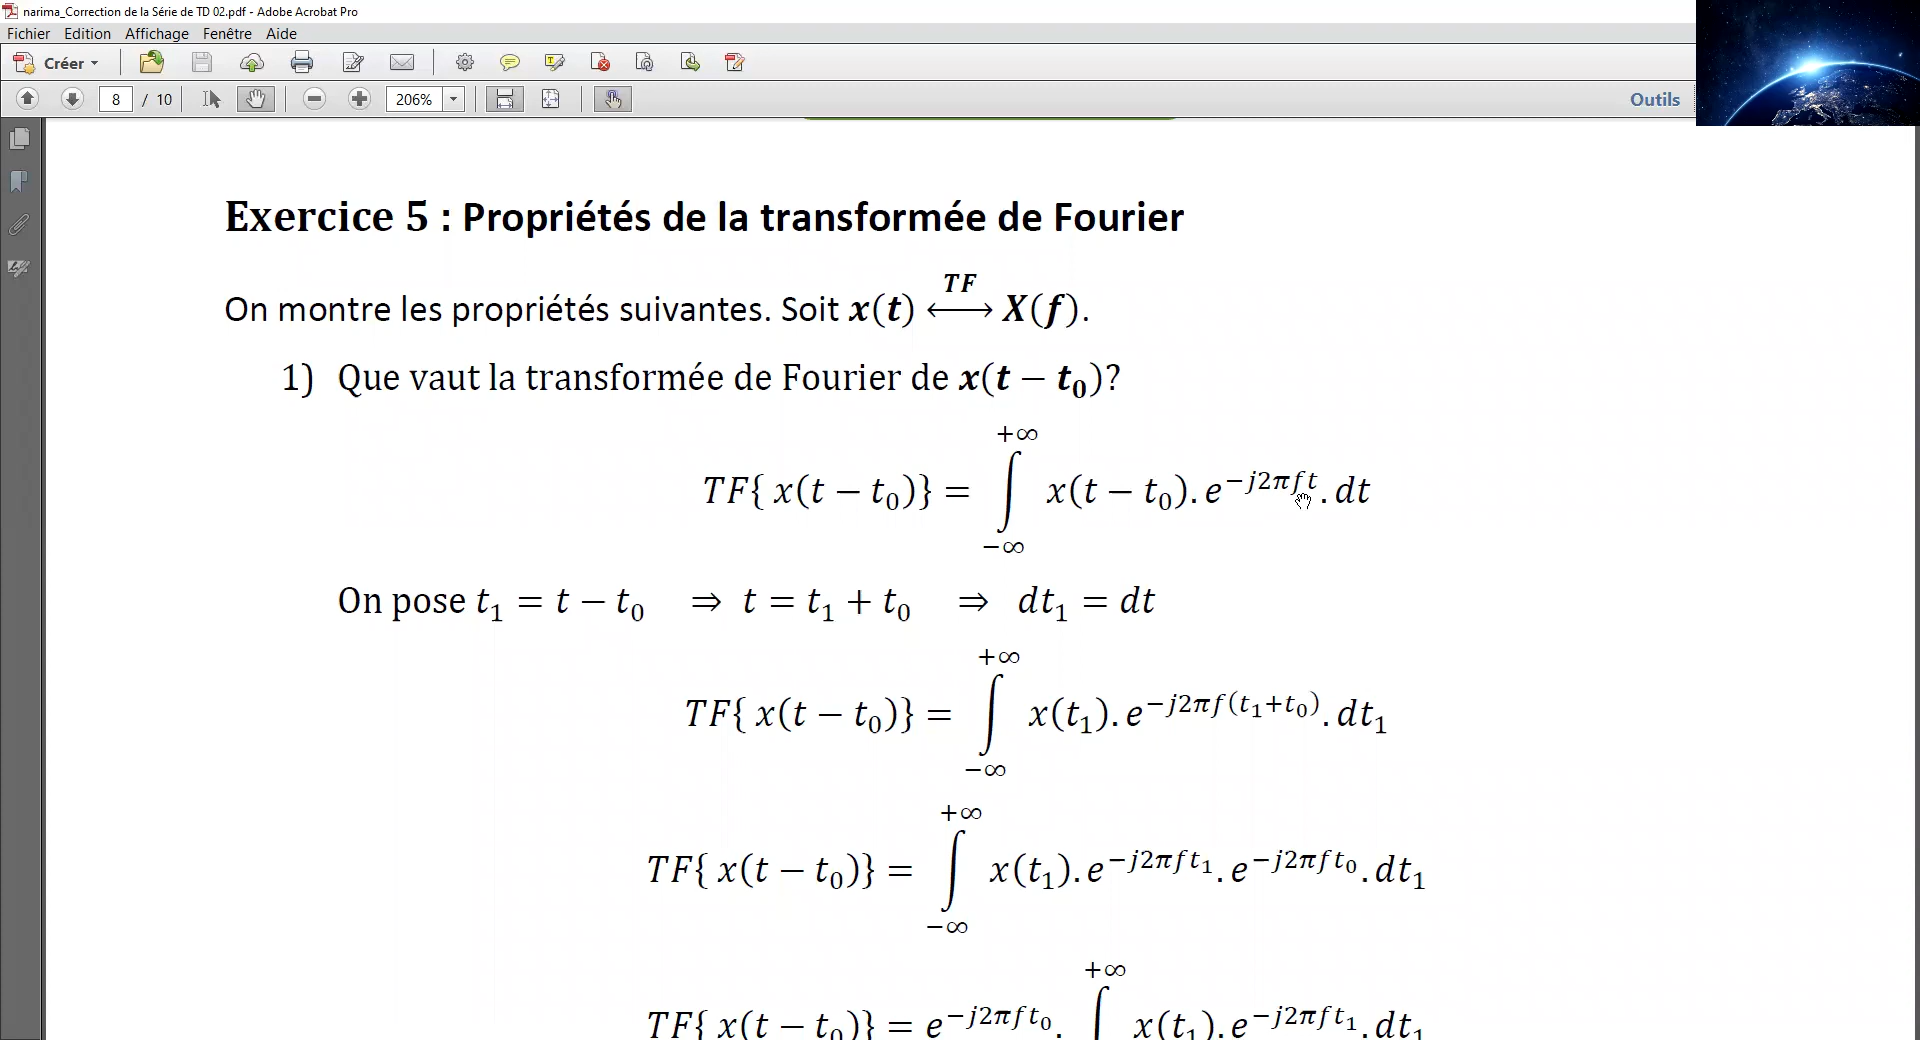 narima_Correction de la Série de TD 02.pdf - Adobe Acrobat Pro
Fichier Edition Affichage Fenêtre Aide
Créer
8 / 10 206% Outils
Exercice 5 : Propriétés de la transformée de Fourier
On montre les propriétés suivantes. Soit x(t) ⟷^{TF} X(f).
1) Que vaut la transformée de Fourier de x(t − t₀)?
TF{ x(t − t₀)} = ∫_{−∞}^{+∞} x(t − t₀). e^{−j2πft}. dt
On pose t₁ = t − t₀ ⇒ t = t₁ + t₀ ⇒ dt₁ = dt
TF{ x(t − t₀)} = ∫_{−∞}^{+∞} x(t₁). e^{−j2πf(t₁+t₀)}. dt₁
TF{ x(t − t₀)} = ∫_{−∞}^{+∞} x(t₁). e^{−j2πft₁}. e^{−j2πft₀}. dt₁
TF{ x(t − t₀)} = e^{−j2πft₀}. ∫^{+∞} x(t₁). e^{−j2πft₁}. dt₁